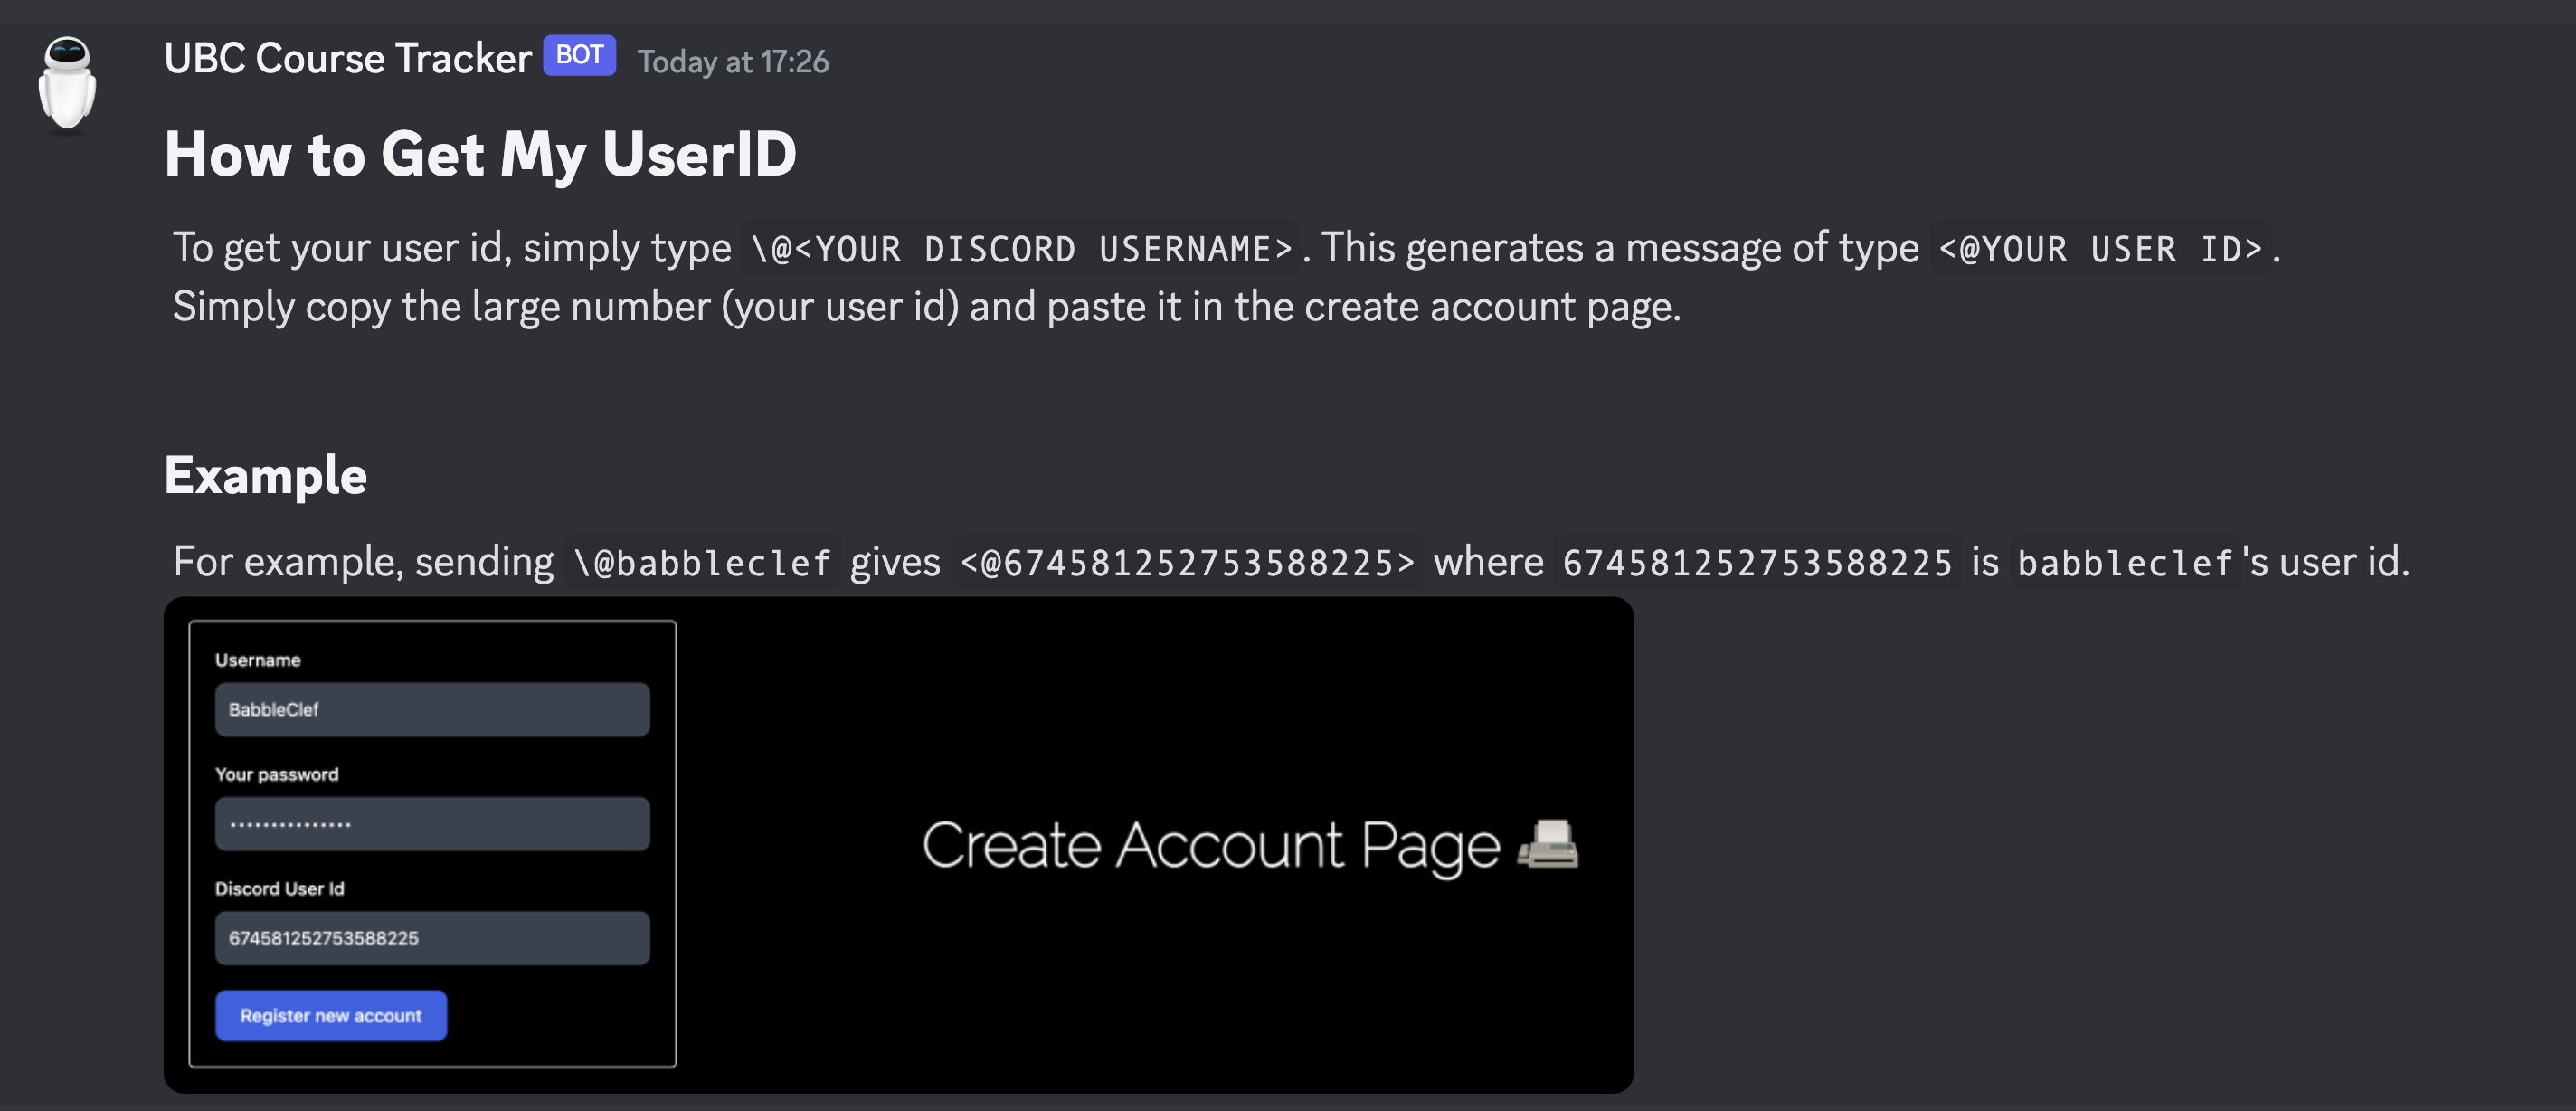 UBC Course Tracker BOT Today at 17:26
How to Get My UserID
To get your user id, simply type \@<YOUR DISCORD USERNAME>. This generates a message of type <@YOUR USER ID>.
Simply copy the large number (your user id) and paste it in the create account page.
Example
For example, sending \@babbleclef gives <@674581252753588225> where 674581252753588225 is babbleclef's user id.
Username
BabbleClef
Your password
•••••••••••••••
Discord User Id
674581252753588225
Register new account
Create Account Page